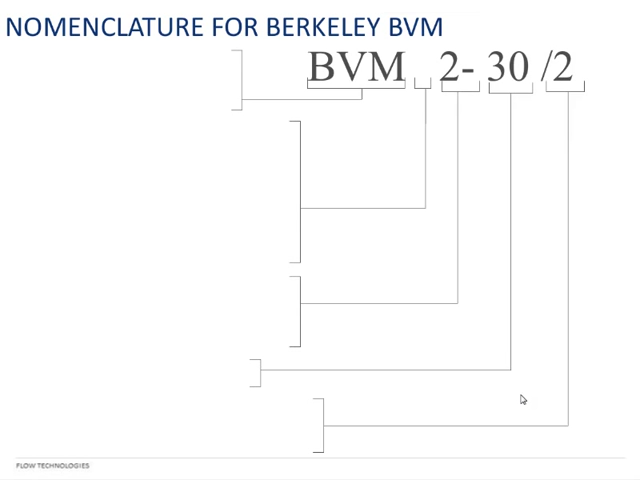 NOMENCLATURE FOR BERKELEY BVM
BVM 2- 30 /2
FLOW TECHNOLOGIES